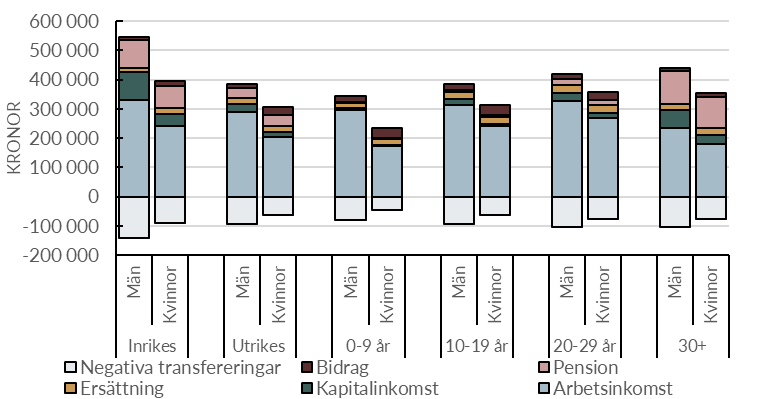 600 000
500 000
400 000
300 000
200 000
100 000
0
-100 000
-200 000
KRONOR
Män Kvinnor Män Kvinnor Män Kvinnor Män Kvinnor Män Kvinnor Män Kvinnor
Inrikes Utrikes 0-9 år 10-19 år 20-29 år 30+
Negativa transfereringar Bidrag Pension
Ersättning Kapitalinkomst Arbetsinkomst